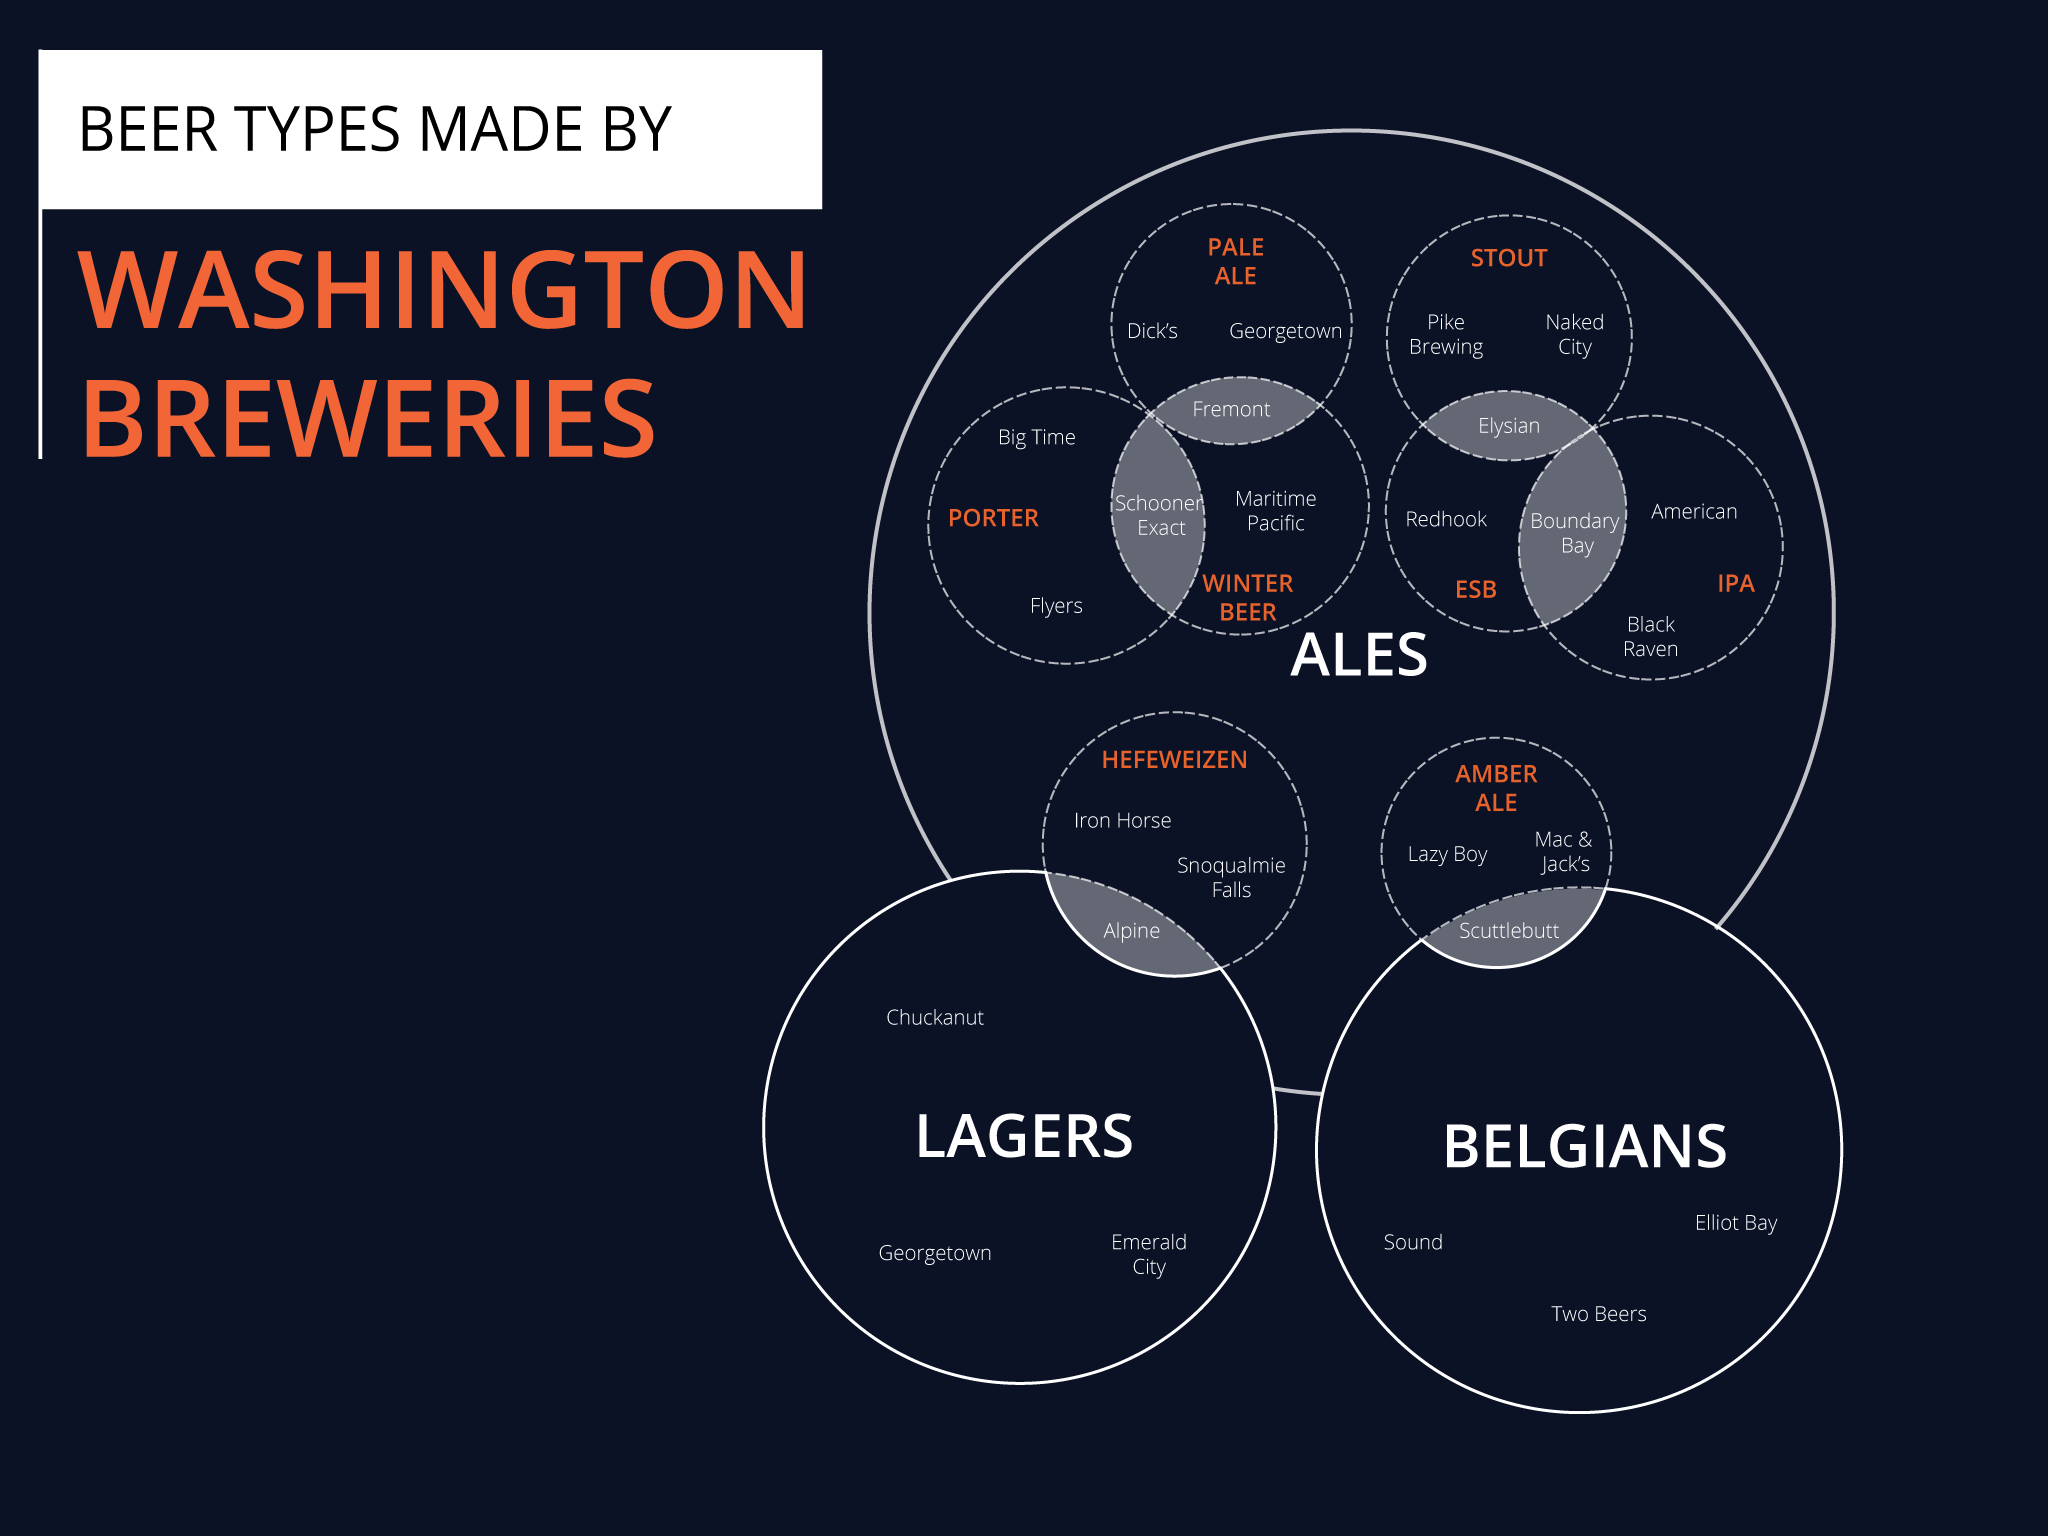 BEER TYPES MADE BY
WASHINGTON
BREWERIES
PALE
ALE
Dick's
Georgetown
Fremont
STOUT
Pike
Brewing
Naked
City
Elysian
Big Time
PORTER
Flyers
Schooner
Exact
Maritime
Pacific
WINTER
BEER
Redhook
ESB
Boundary
Bay
American
IPA
Black
Raven
ALES
HEFEWEIZEN
Iron Horse
Snoqualmie
Falls
Alpine
AMBER
ALE
Lazy Boy
Mac &
Jack's
Scuttlebutt
Chuckanut
LAGERS
Georgetown
Emerald
City
BELGIANS
Sound
Elliot Bay
Two Beers